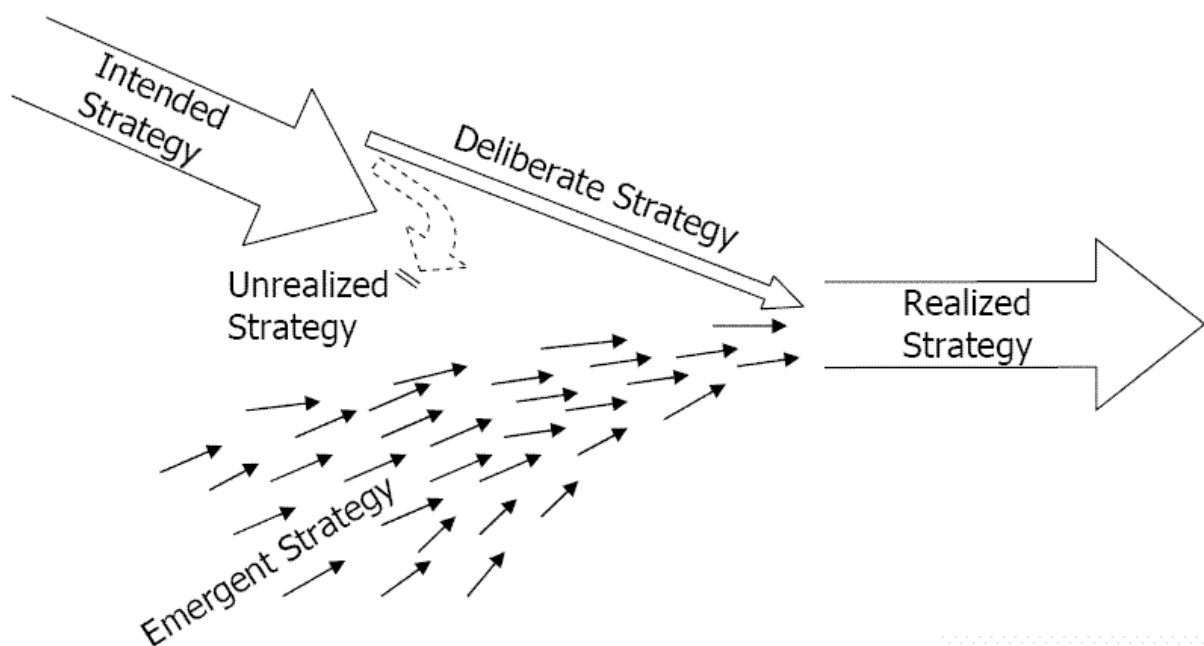 Intended
Strategy
Deliberate Strategy
Unrealized
Strategy
Realized
Strategy
Emergent Strategy